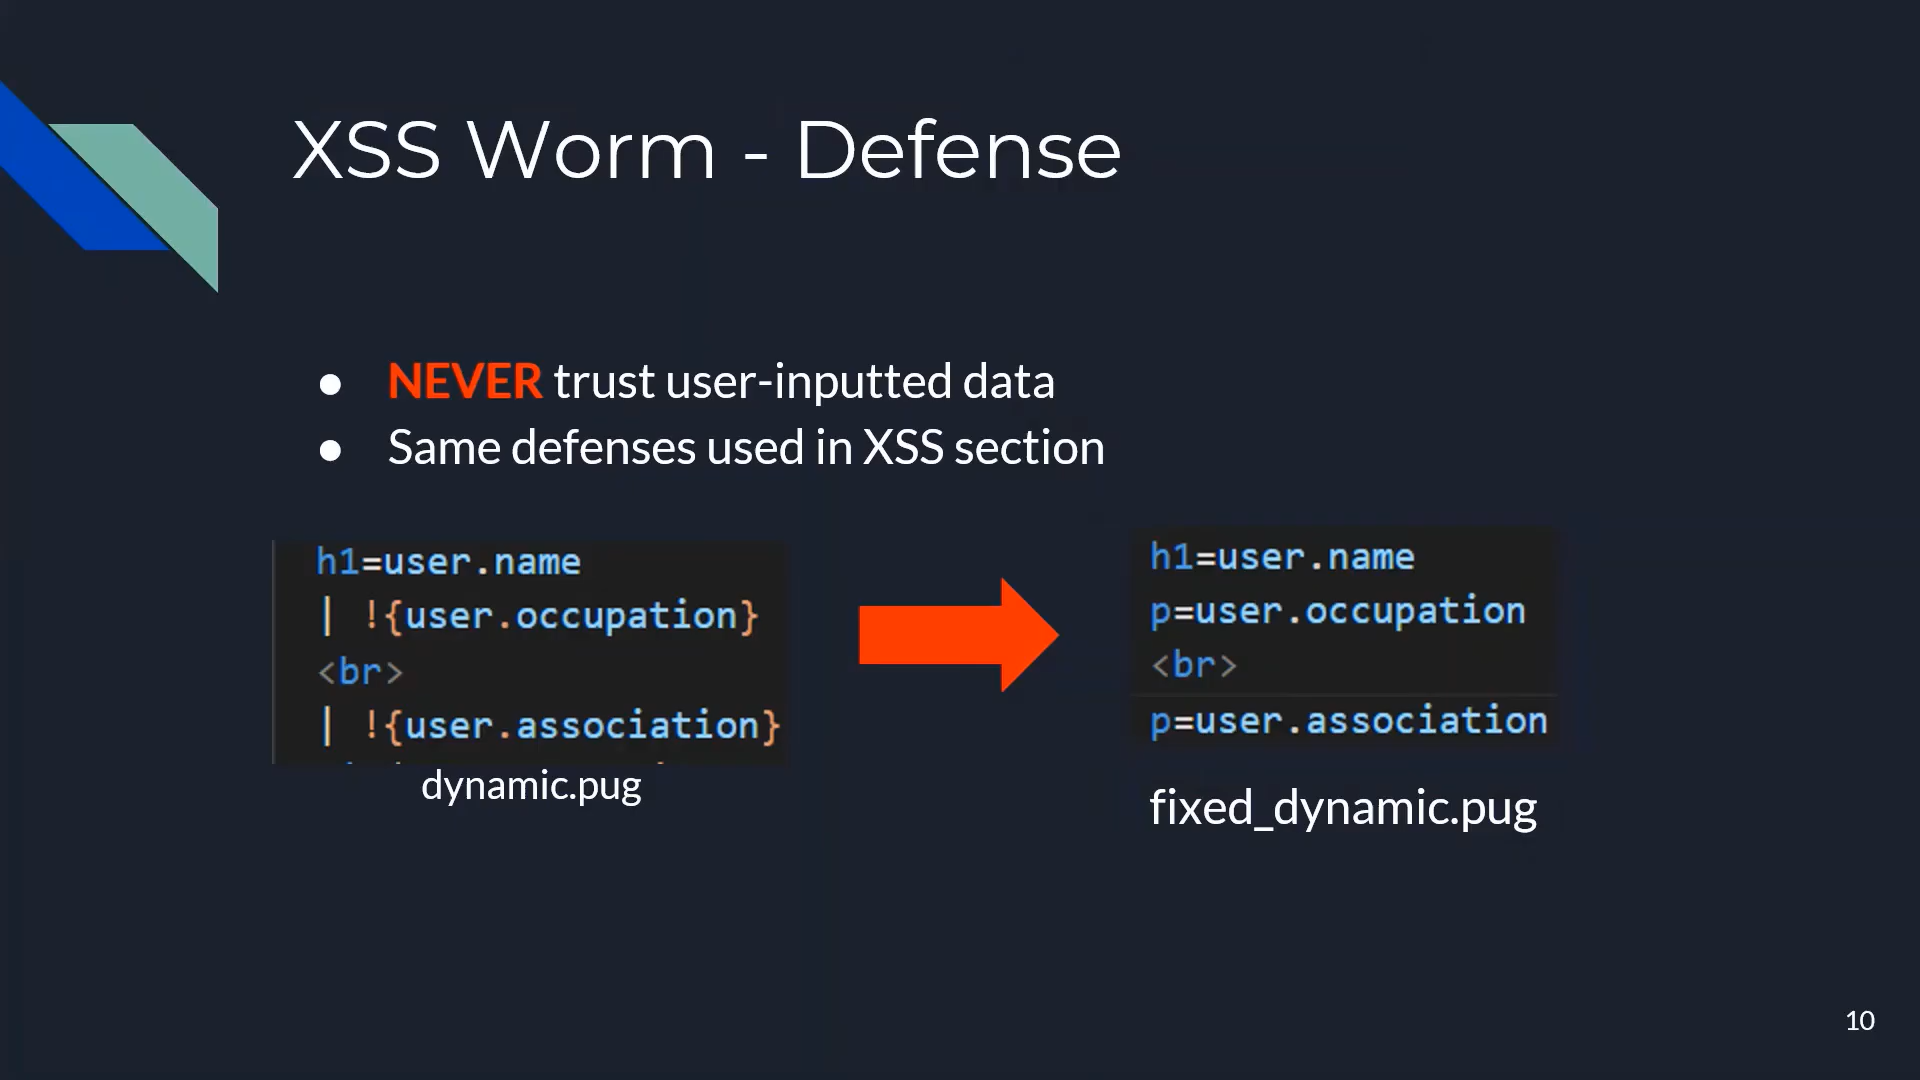 XSS Worm - Defense
● NEVER trust user-inputted data
● Same defenses used in XSS section
h1=user.name
| !{user.occupation}
<br>
| !{user.association}
dynamic.pug
h1=user.name
p=user.occupation
<br>
p=user.association
fixed_dynamic.pug
10